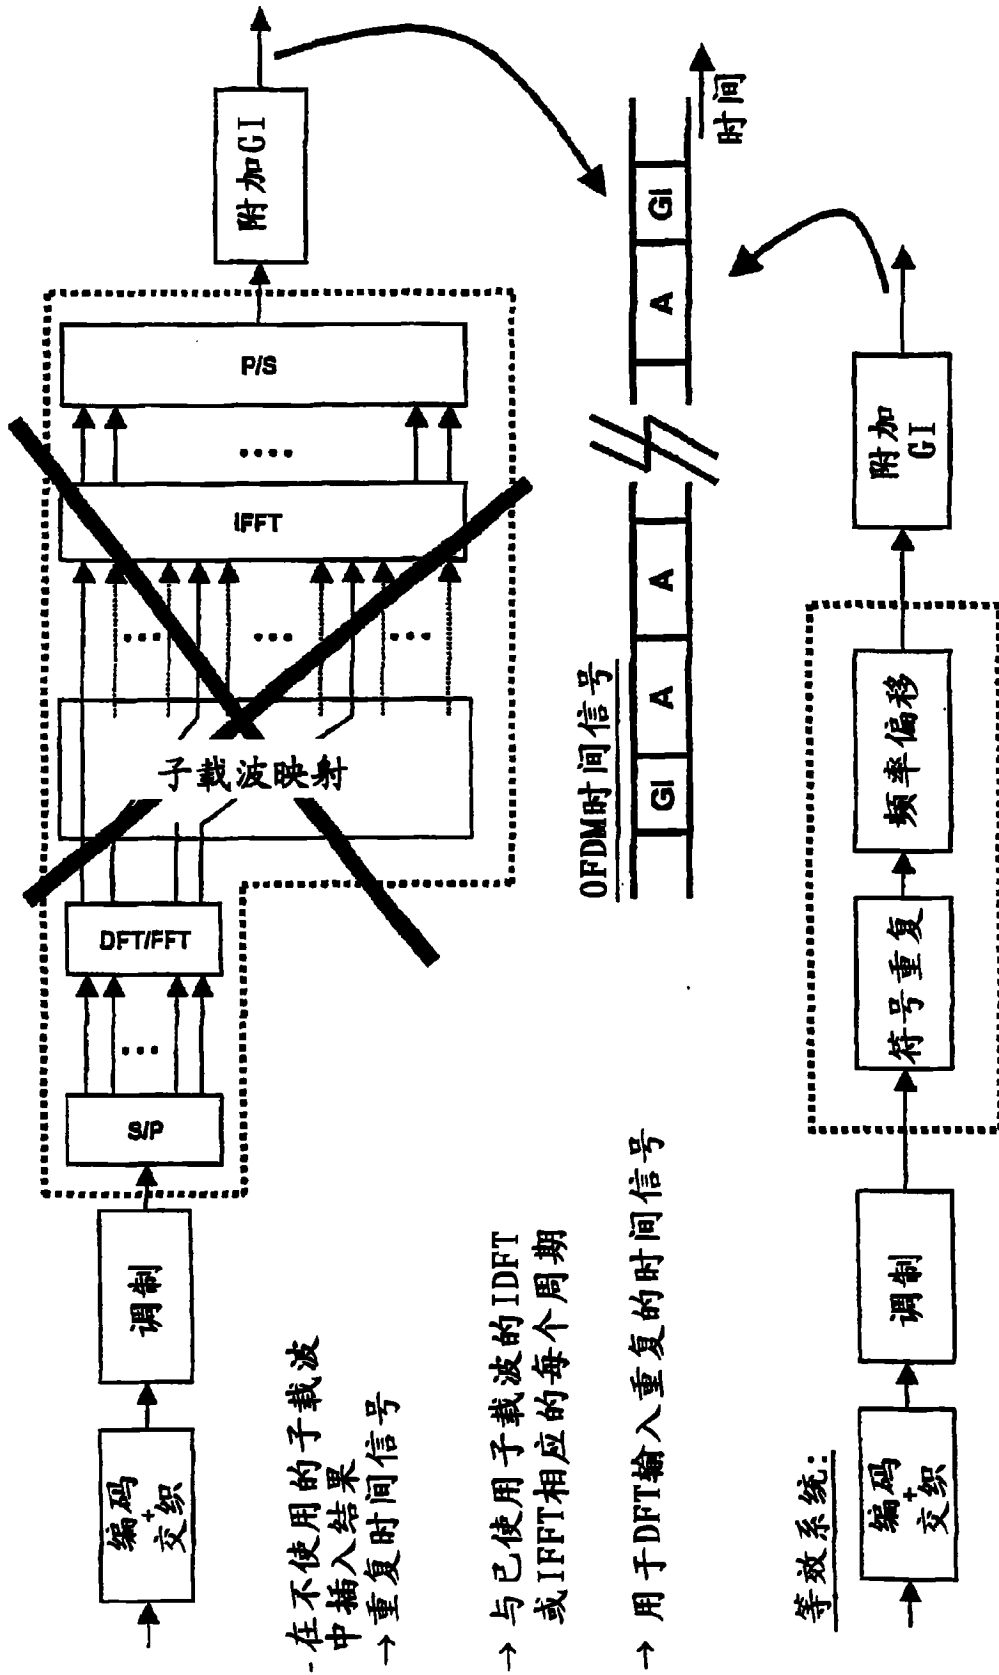 编码
+
交织
调制
S/P
DFT/FFT
子载波映射
IFFT
P/S
附加GI
- 在不使用的子载波
中插入结果
→ 重复时间信号
→ 与已使用子载波的IDFT
或IFFT相应的每个周期
→ 用于DFT输入重复的时间信号
OFDM时间信号
GI
A
A
A
GI
时间
等效系统:
编码
+
交织
调制
符号重复
频率偏移
附加
GI